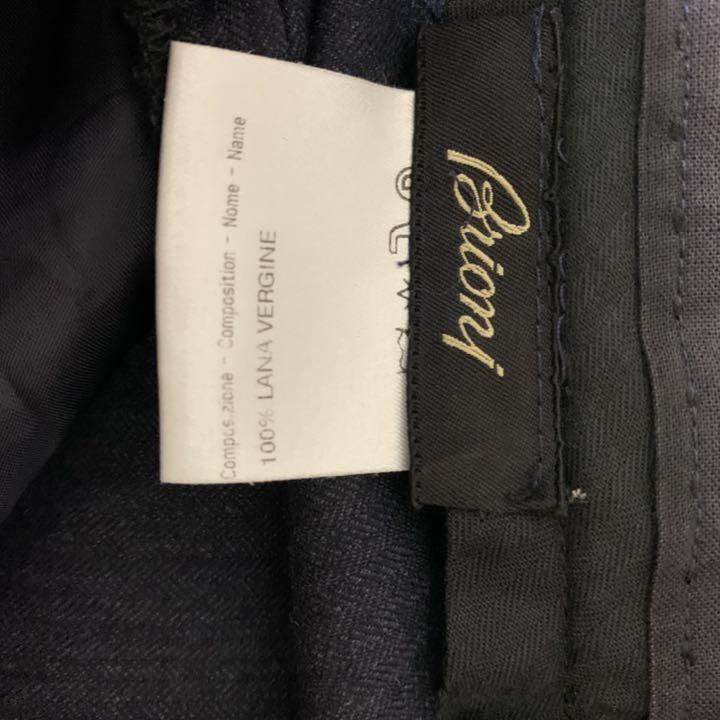 Composizione - Composition - Nome - Name
100% LANA VERGINE
Brioni